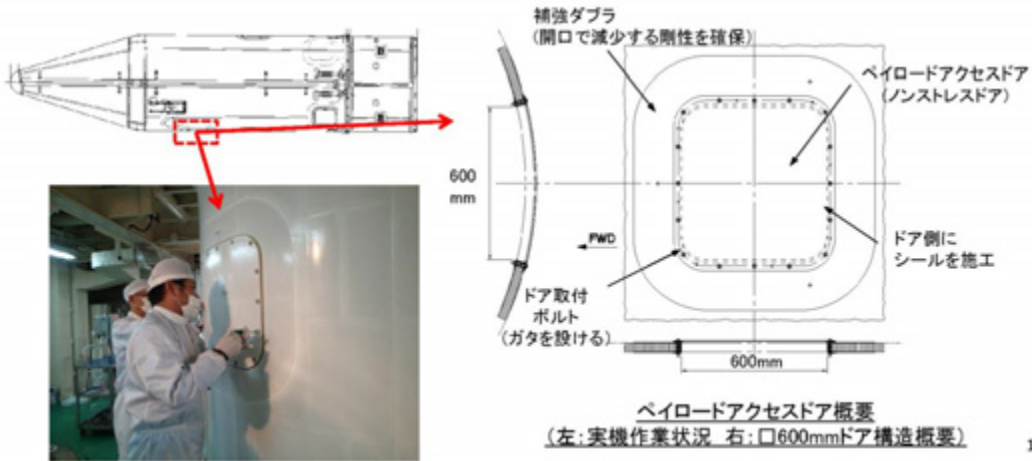 補強ダブラ
(開口で減少する剛性を確保)
ペイロードアクセスドア
(ノンストレスドア)
600
mm
FWD
ドア側に
シールを施工
ドア取付
ボルト
(ガタを設ける)
600mm
ペイロードアクセスドア概要
(左:実機作業状況 右:□600mmドア構造概要)
1